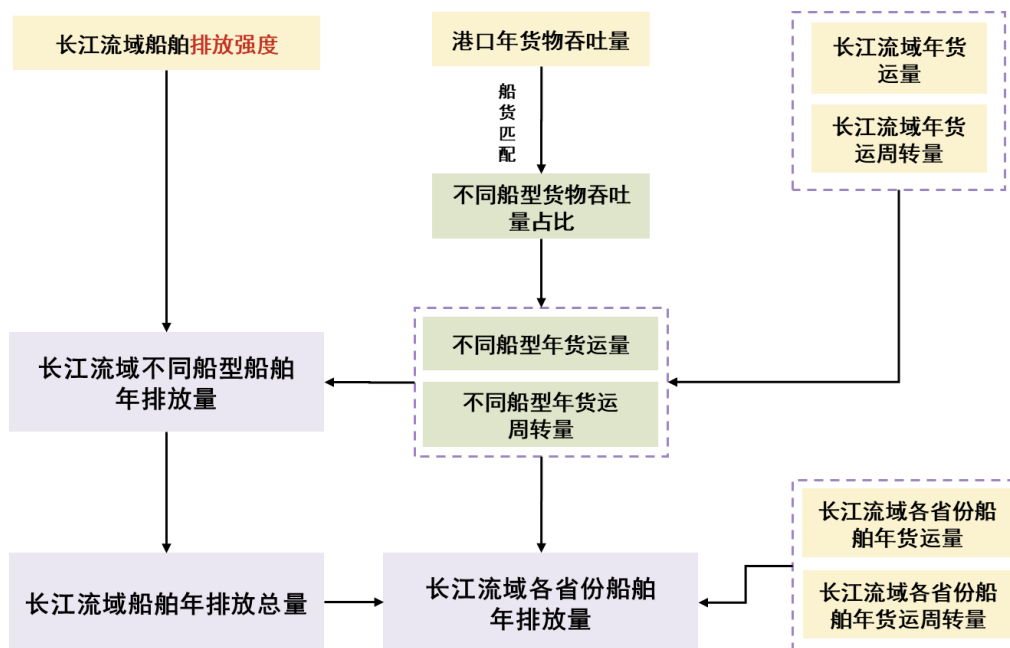 长江流域船舶排放强度
港口年货物吞吐量
长江流域年货
运量
长江流域年货
运周转量
船
货
匹
配
不同船型货物吞吐
量占比
不同船型年货运量
不同船型年货运
周转量
长江流域不同船型船舶
年排放量
长江流域各省份船
舶年货运量
长江流域各省份船
舶年货运周转量
长江流域船舶年排放总量
长江流域各省份船舶
年排放量